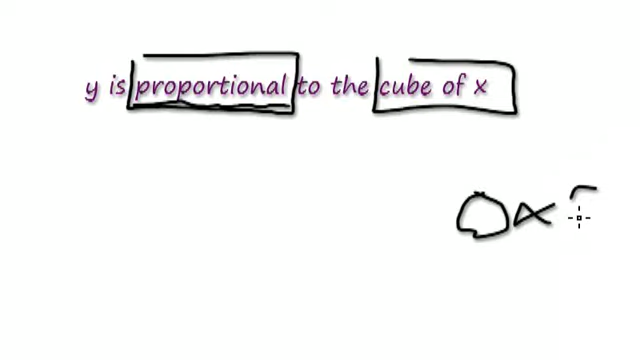 y is proportional to the cube of x
∝